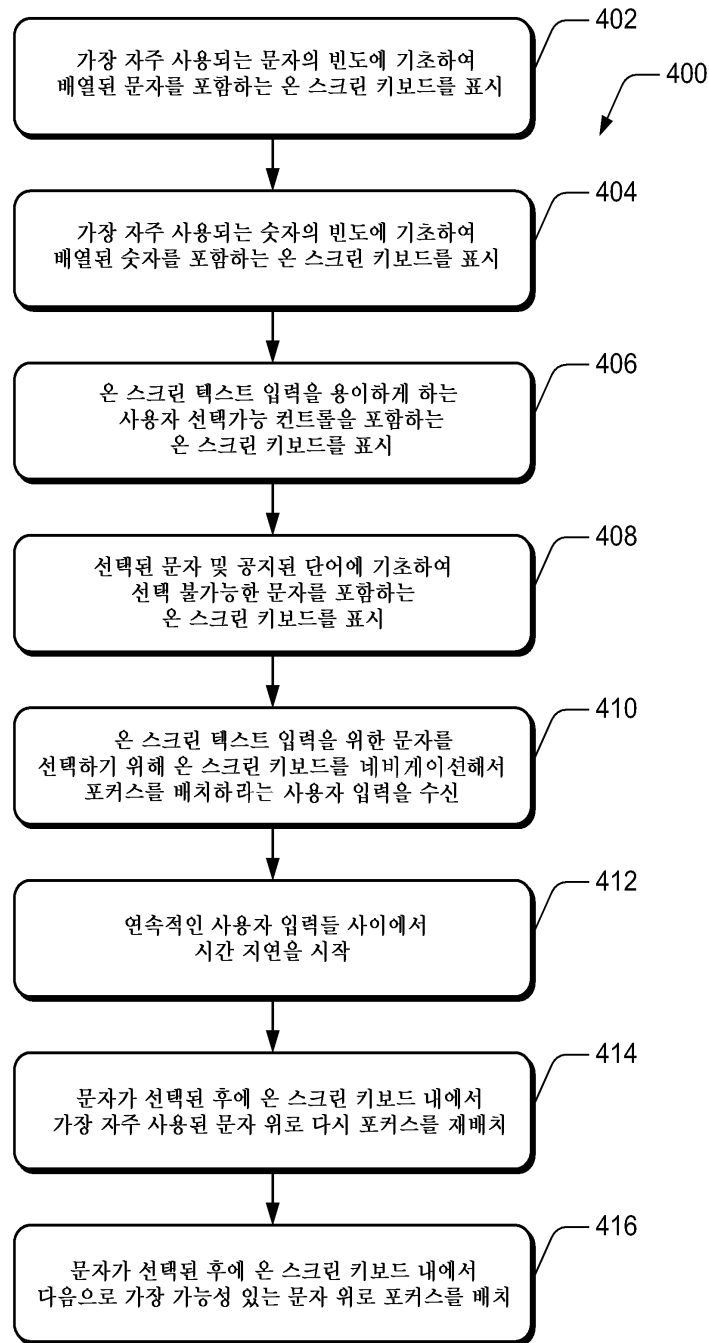 가장 자주 사용되는 문자의 빈도에 기초하여
배열된 문자를 포함하는 온 스크린 키보드를 표시
402
400
가장 자주 사용되는 숫자의 빈도에 기초하여
배열된 숫자를 포함하는 온 스크린 키보드를 표시
404
온 스크린 텍스트 입력을 용이하게 하는
사용자 선택가능 컨트롤을 포함하는
온 스크린 키보드를 표시
406
선택된 문자 및 공지된 단어에 기초하여
선택 불가능한 문자를 포함하는
온 스크린 키보드를 표시
408
온 스크린 텍스트 입력을 위한 문자를
선택하기 위해 온 스크린 키보드를 네비게이션해서
포커스를 배치하라는 사용자 입력을 수신
410
연속적인 사용자 입력들 사이에서
시간 지연을 시작
412
문자가 선택된 후에 온 스크린 키보드 내에서
가장 자주 사용된 문자 위로 다시 포커스를 재배치
414
문자가 선택된 후에 온 스크린 키보드 내에서
다음으로 가장 가능성 있는 문자 위로 포커스를 배치
416